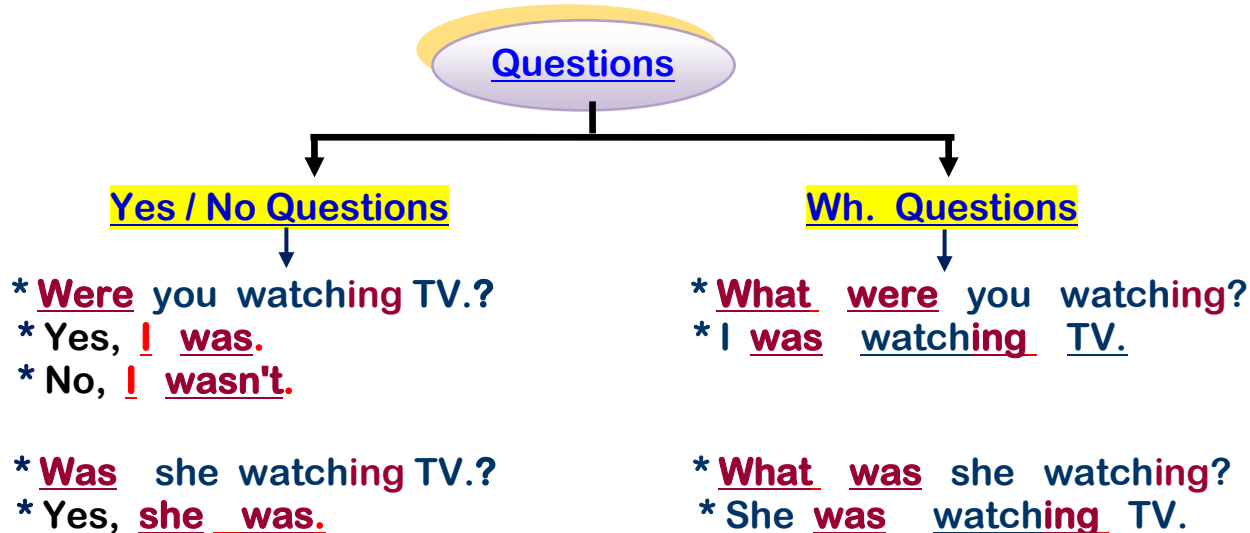 Questions
Yes / No Questions
* Were you watching TV.?
* Yes, I was.
* No, I wasn't.
* Was she watching TV.?
* Yes, she was.
Wh. Questions
* What were you watching?
* I was watching TV.
* What was she watching?
* She was watching TV.